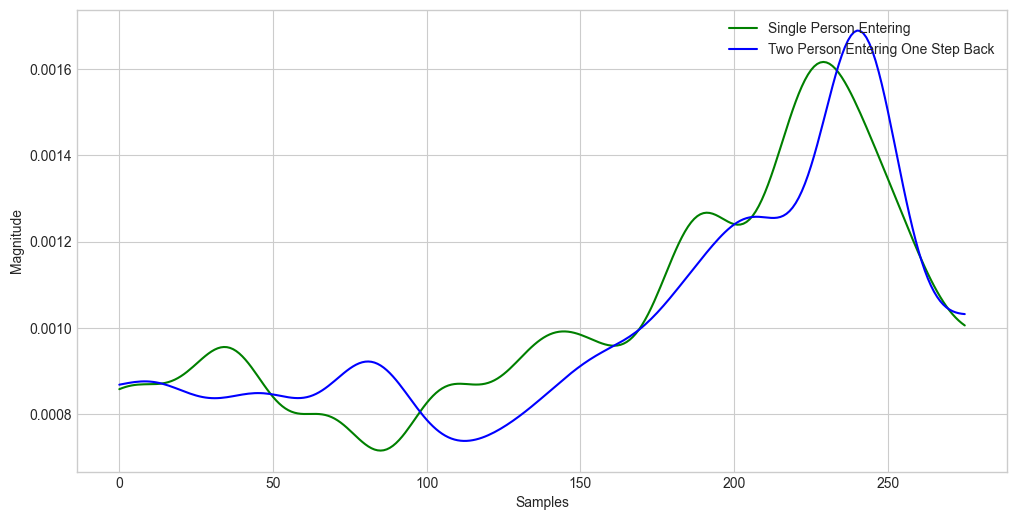 Single Person Entering
Two Person Entering One Step Back
0.0016
0.0014
0.0012
0.0010
0.0008
Magnitude
0
50
100
150
200
250
Samples